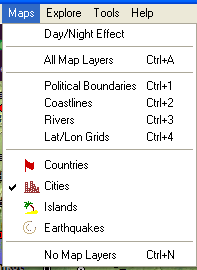 Maps Explore Tools Help
Day/Night Effect
All Map Layers Ctrl+A
Political Boundaries Ctrl+1
Coastlines Ctrl+2
Rivers Ctrl+3
Lat/Lon Grids Ctrl+4
Countries
Cities
Islands
Earthquakes
No Map Layers Ctrl+N